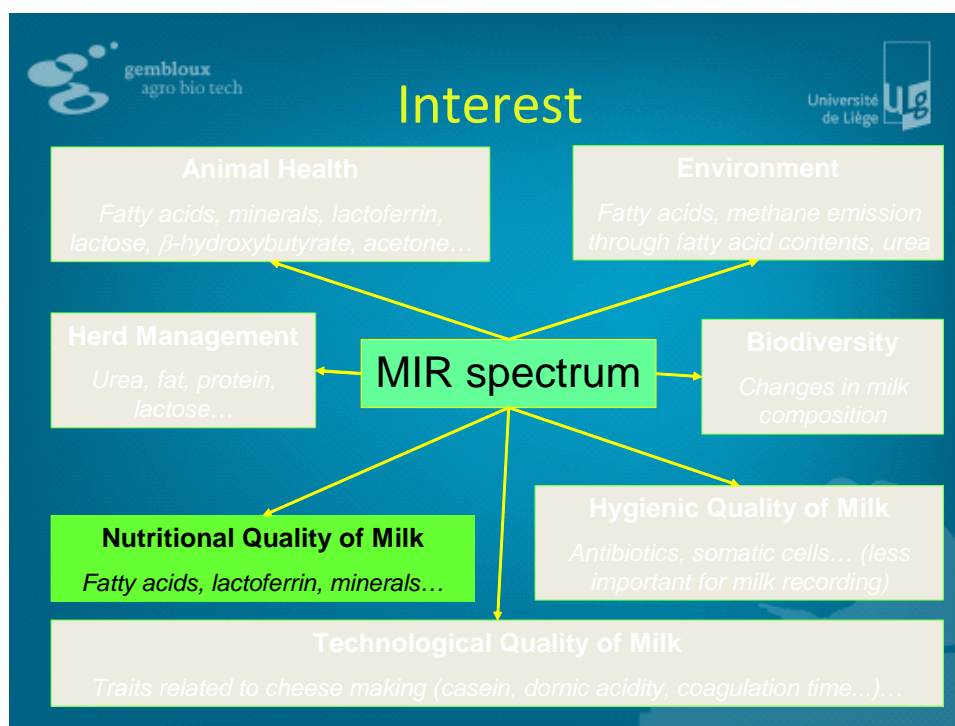 gembloux
agro bio tech
Interest
Université
de Liège
Ulg
Animal Health
Fatty acids, minerals, lactoferrin,
lactose, β-hydroxybutyrate, acetone…
Environment
Fatty acids, methane emission
through fatty acid contents, urea
Herd Management
Urea, fat, protein,
lactose…
MIR spectrum
Biodiversity
Changes in milk
composition
Nutritional Quality of Milk
Fatty acids, lactoferrin, minerals…
Hygienic Quality of Milk
Antibiotics, somatic cells… (less
important for milk recording)
Technological Quality of Milk
Traits related to cheese making (casein, dornic acidity, coagulation time...)…